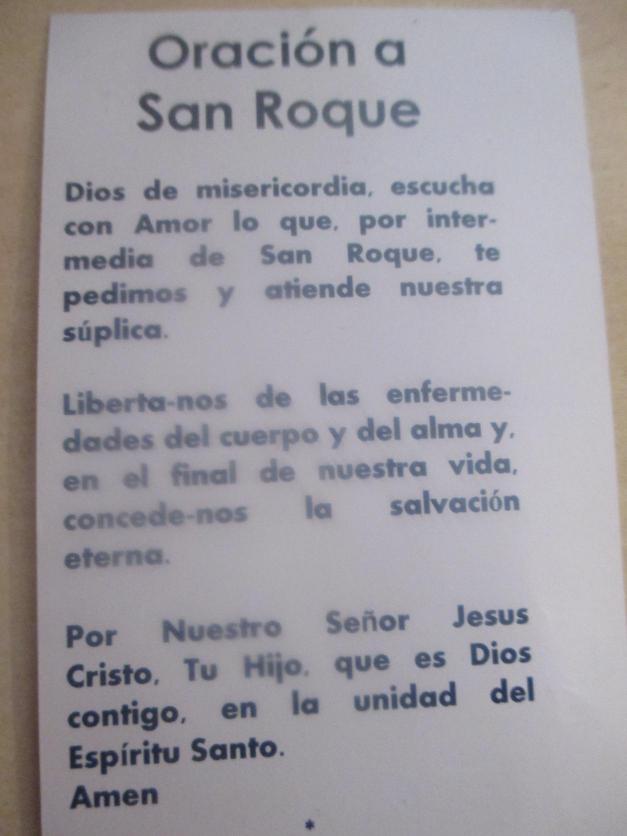 Oración a
San Roque
Dios de misericordia, escucha
con Amor lo que, por inter-
media de San Roque, te
pedimos y atiende nuestra
súplica.
Liberta-nos de las enferme-
dades del cuerpo y del alma y,
en el final de nuestra vida,
concede-nos la salvación
eterna.
Por Nuestro Señor Jesus
Cristo, Tu Hijo, que es Dios
contigo, en la unidad del
Espíritu Santo.
Amen
*